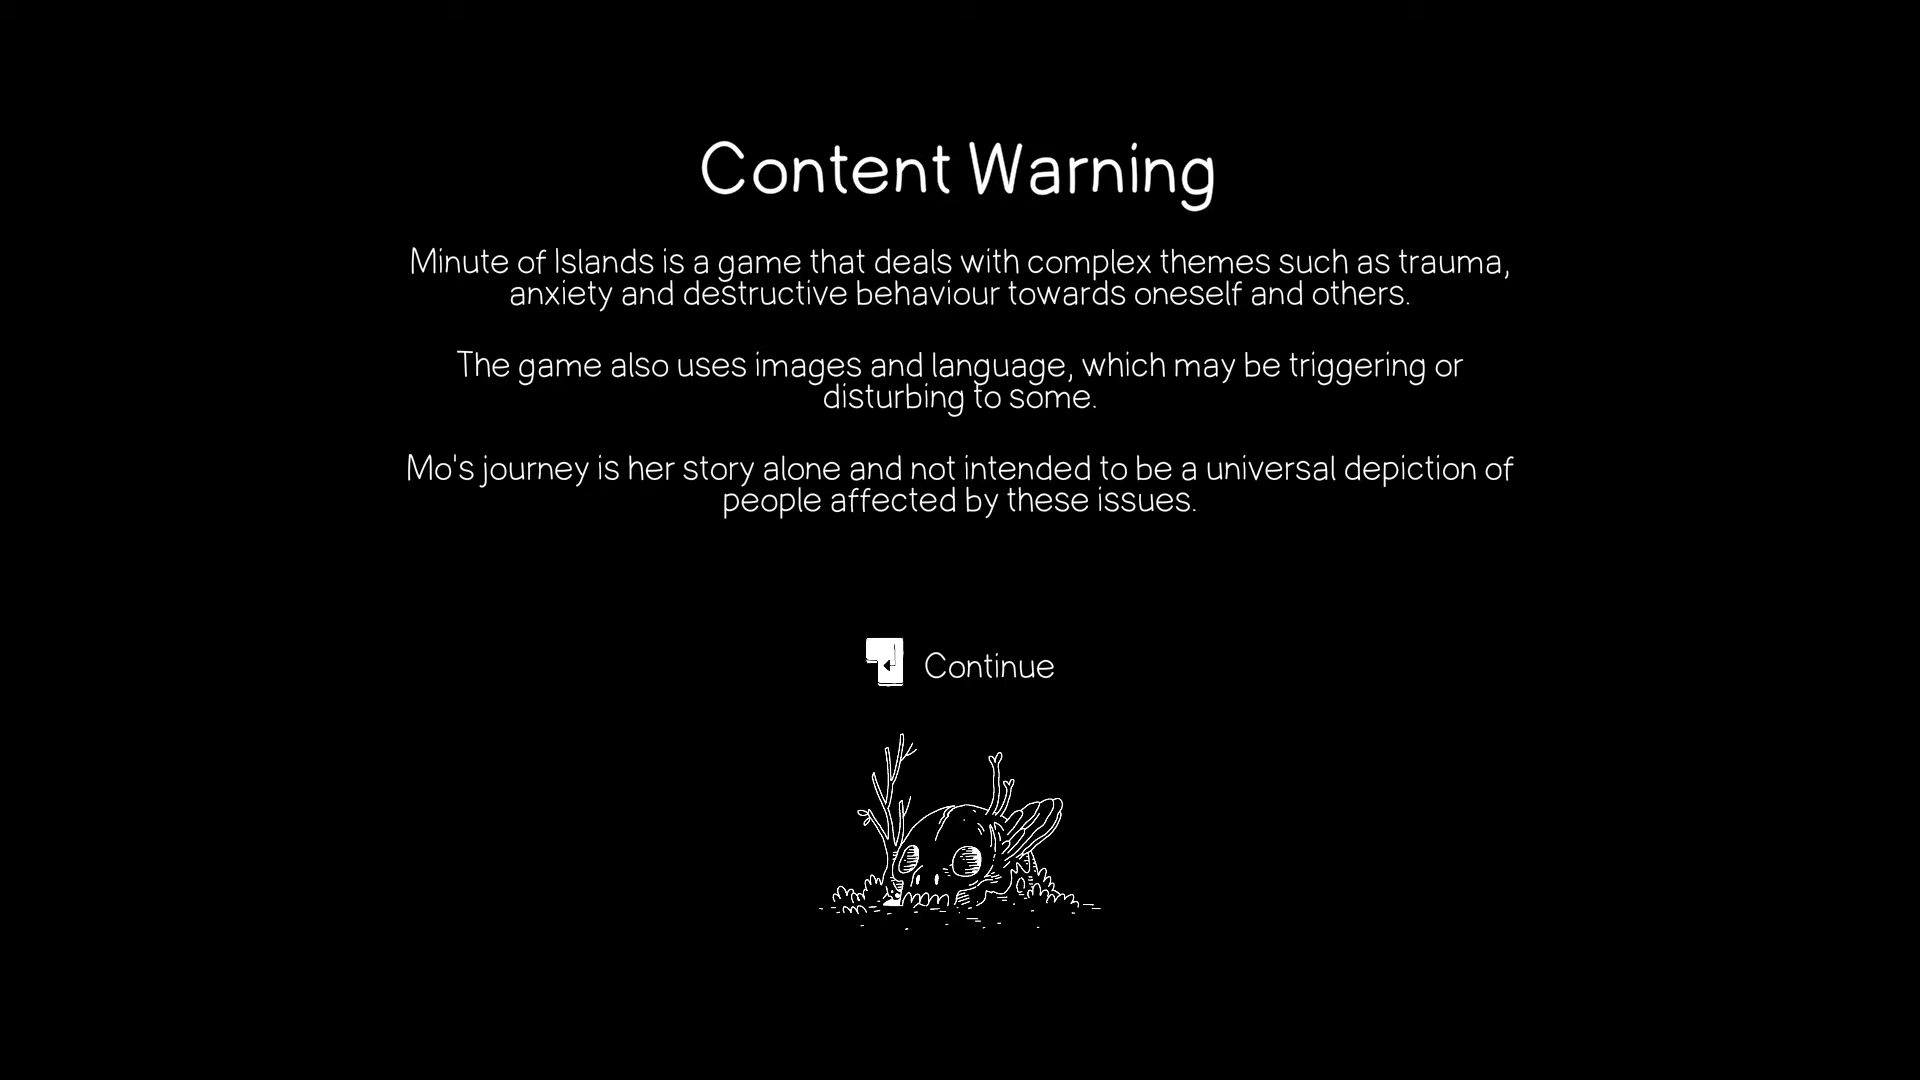 Content Warning
Minute of Islands is a game that deals with complex themes such as trauma,
anxiety and destructive behaviour towards oneself and others.
The game also uses images and language, which may be triggering or
disturbing to some.
Mo's journey is her story alone and not intended to be a universal depiction of
people affected by these issues.
Continue